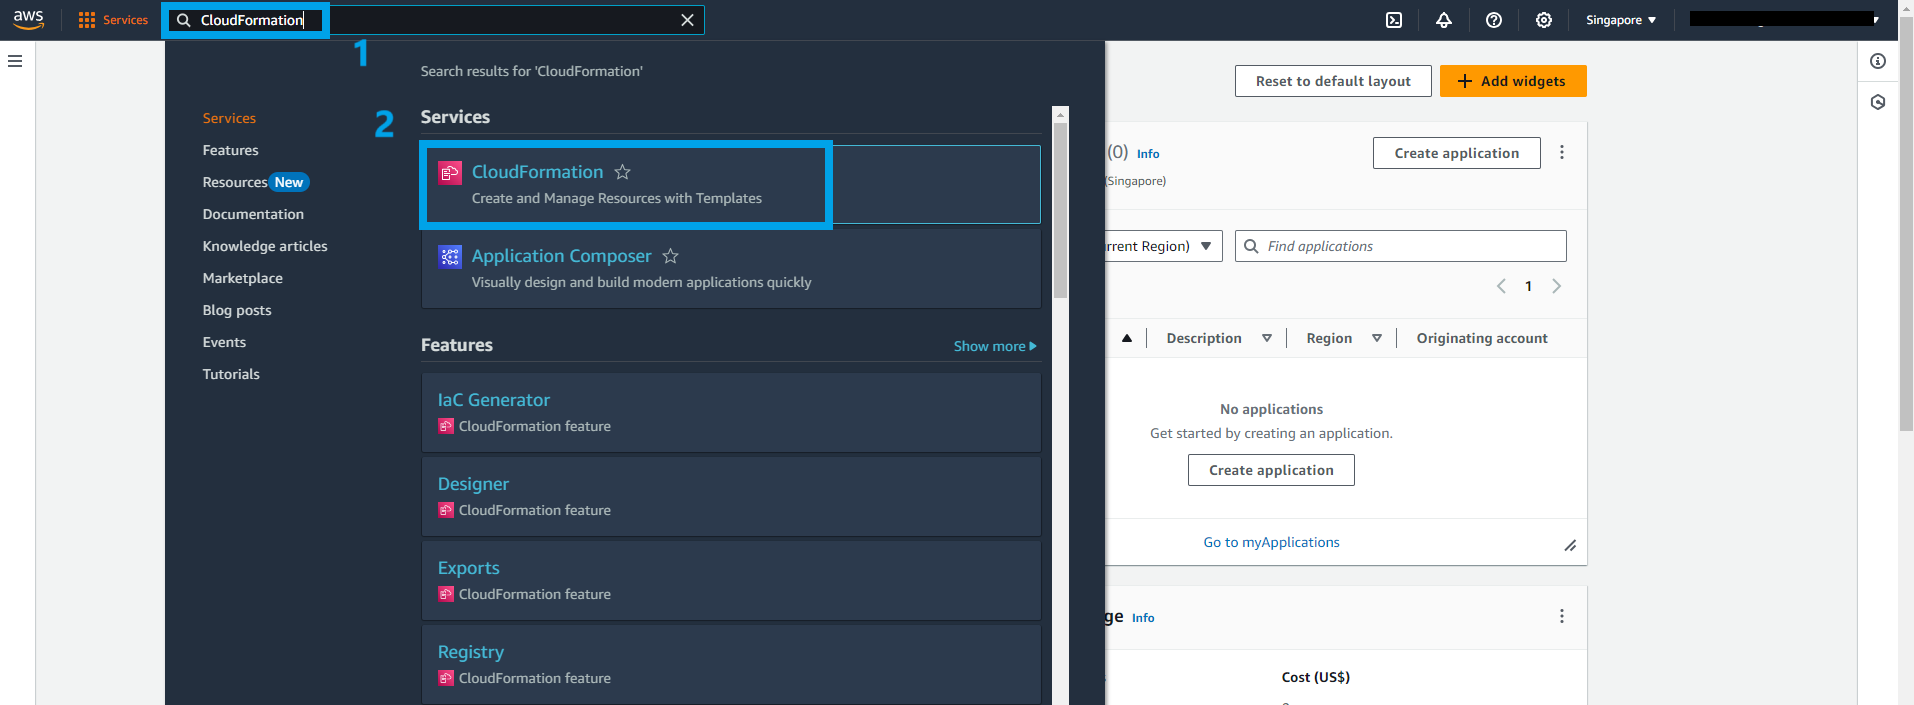 aws
Services
CloudFormation
Singapore
1
Search results for 'CloudFormation'
Services
Features
Resources New
Documentation
Knowledge articles
Marketplace
Blog posts
Events
Tutorials
2
Services
CloudFormation
Create and Manage Resources with Templates
Application Composer
Visually design and build modern applications quickly
Features
Show more
IaC Generator
CloudFormation feature
Designer
CloudFormation feature
Exports
CloudFormation feature
Registry
CloudFormation feature
Reset to default layout
Add widgets
(0) Info
(Singapore)
Create application
rrent Region)
Find applications
1
Description
Region
Originating account
No applications
Get started by creating an application.
Create application
Go to myApplications
ge Info
Cost (US$)